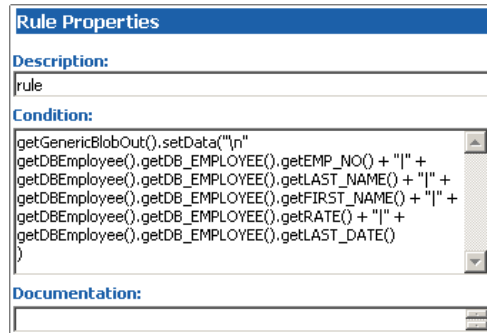 Rule Properties
Description:
rule
Condition:
getGenericBlobOut().setData("\n"
getDBEmployee().getDB_EMPLOYEE().getEMP_NO() + "|" +
getDBEmployee().getDB_EMPLOYEE().getLAST_NAME() + "|" +
getDBEmployee().getDB_EMPLOYEE().getFIRST_NAME() + "|" +
getDBEmployee().getDB_EMPLOYEE().getRATE() + "|" +
getDBEmployee().getDB_EMPLOYEE().getLAST_DATE()
)
Documentation: